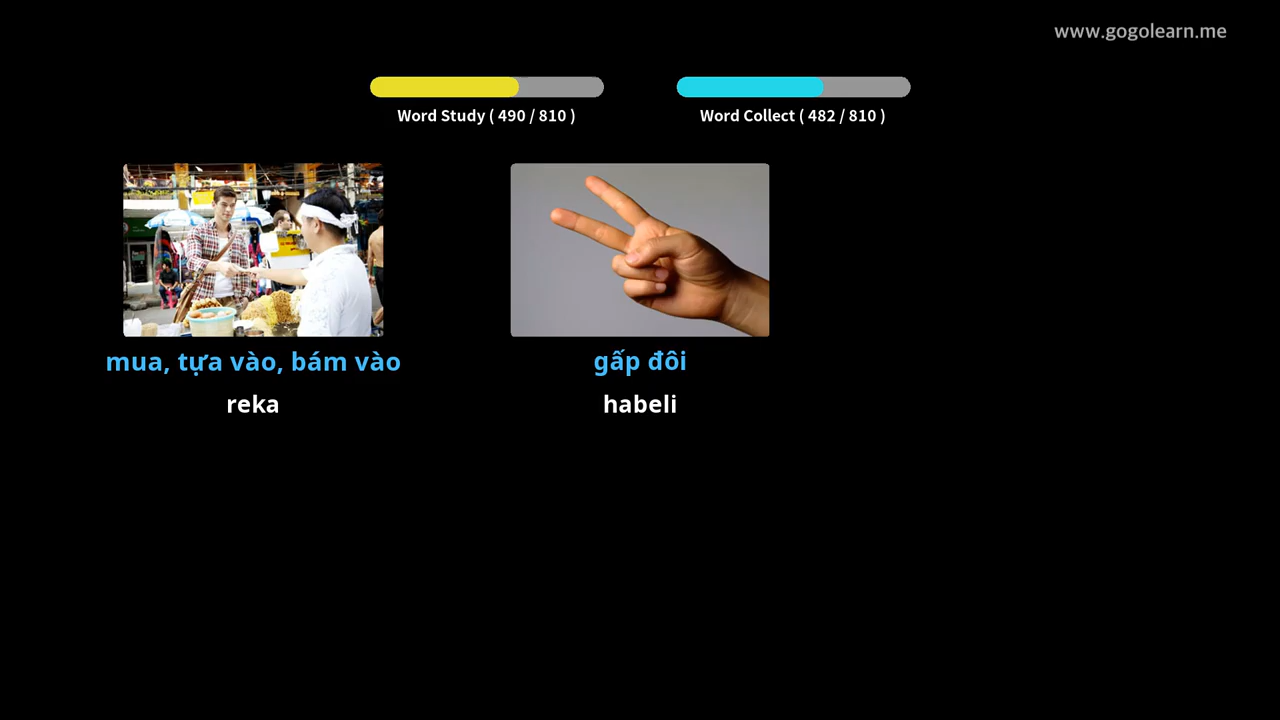 www.gogolearn.me
Word Study ( 490 / 810 )
Word Collect ( 482 / 810 )
mua, tựa vào, bám vào
reka
gấp đôi
habeli